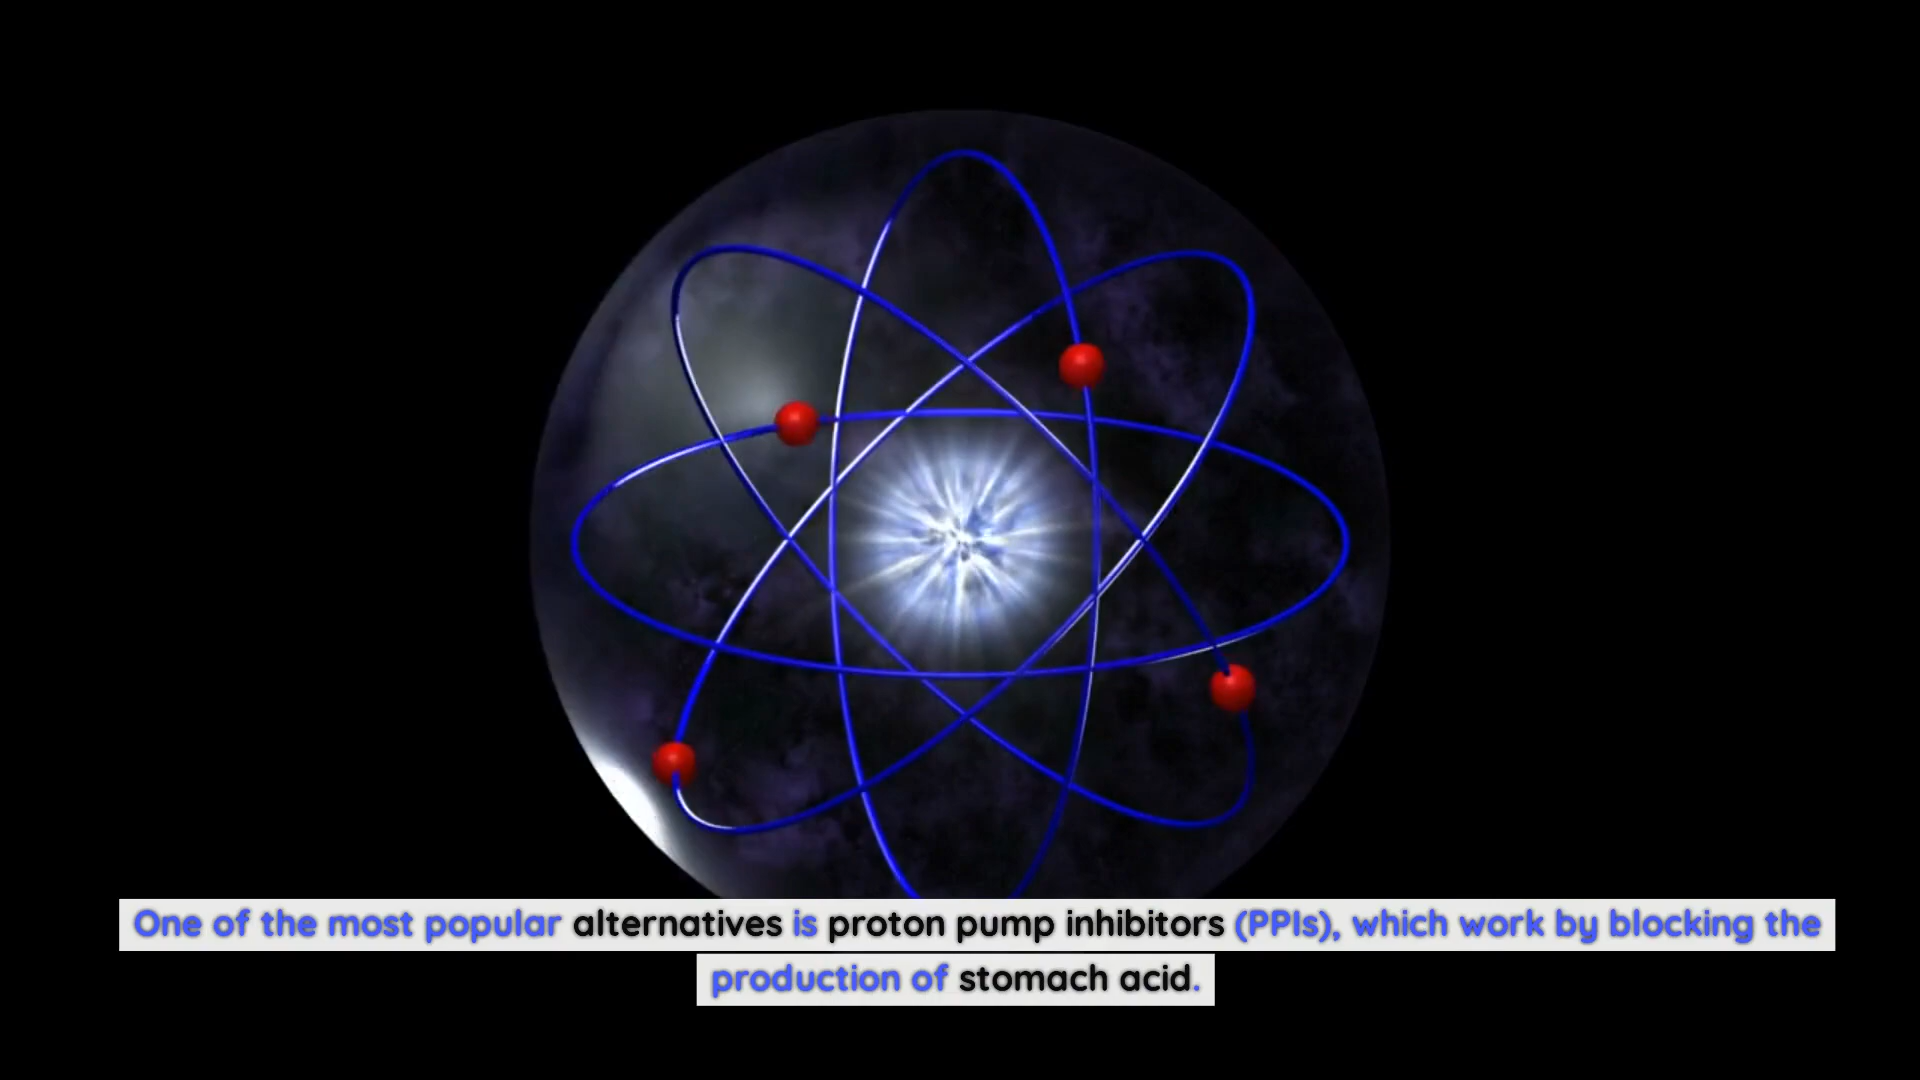 One of the most popular alternatives is proton pump inhibitors (PPIs), which work by blocking the
production of stomach acid.